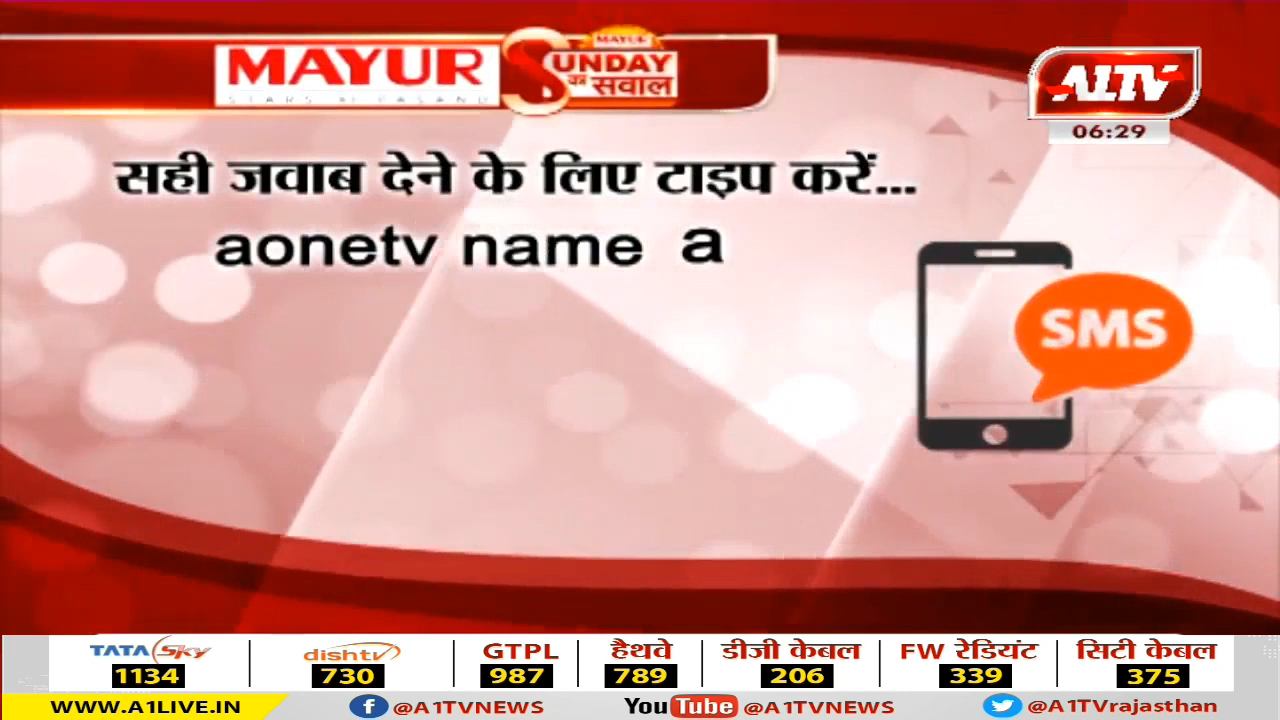 MAYUR
STARS KI PASAND
MAYUR
SUNDAY
का सवाल
A1TV
06:29
सही जवाब देने के लिए टाइप करें...
aonetv name a
SMS
TATA Sky
1134
dishtv
730
GTPL
987
हैथवे
789
डीजी केबल
206
FW रेडियंट
339
सिटी केबल
375
WWW.A1LIVE.IN
f @A1TVNEWS
YouTube @A1TVNEWS
@A1TVrajasthan